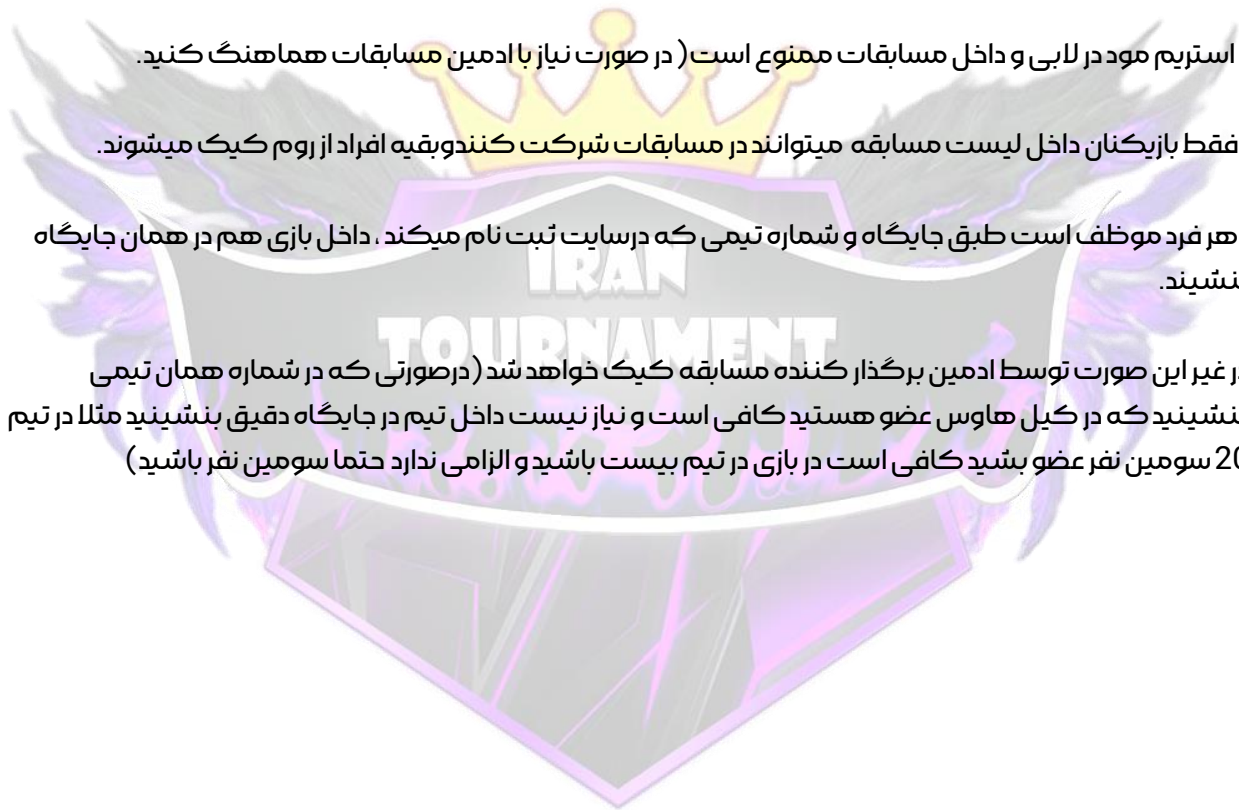 استریم مود در لابی و داخل مسابقات ممنوع است( در صورت نیاز با ادمین مسابقات هماهنگ کنید.
فقط بازیکنان داخل لیست مسابقه میتوانند در مسابقات شرکت کنندوبقیه افراد از روم کیک میشوند.
هر فرد موظف است طبق جایگاه و شماره تیمی که درسایت ثبت نام میکند ، داخل بازی هم در همان جایگاه
نشیند.
IRAN
TOURNAMENT
ر غیر این صورت توسط ادمین برگذار کننده مسابقه کیک خواهد شد (درصورتی که در شماره همان تیمی
نشینید که در کیل هاوس عضو هستید کافی است و نیاز نیست داخل تیم در جایگاه دقیق بنشینید مثلا در تیم
20 سومین نفر عضو بشید کافی است در بازی در تیم بیست باشید و الزامی ندارد حتما سومین نفر باشید)